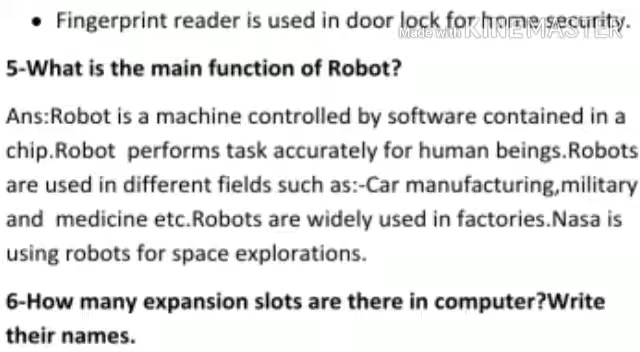 • Fingerprint reader is used in door lock for home security.
Made with KINEMASTER
5-What is the main function of Robot?
Ans:Robot is a machine controlled by software contained in a
chip.Robot performs task accurately for human beings.Robots
are used in different fields such as:-Car manufacturing,military
and medicine etc.Robots are widely used in factories.Nasa is
using robots for space explorations.
6-How many expansion slots are there in computer?Write
their names.